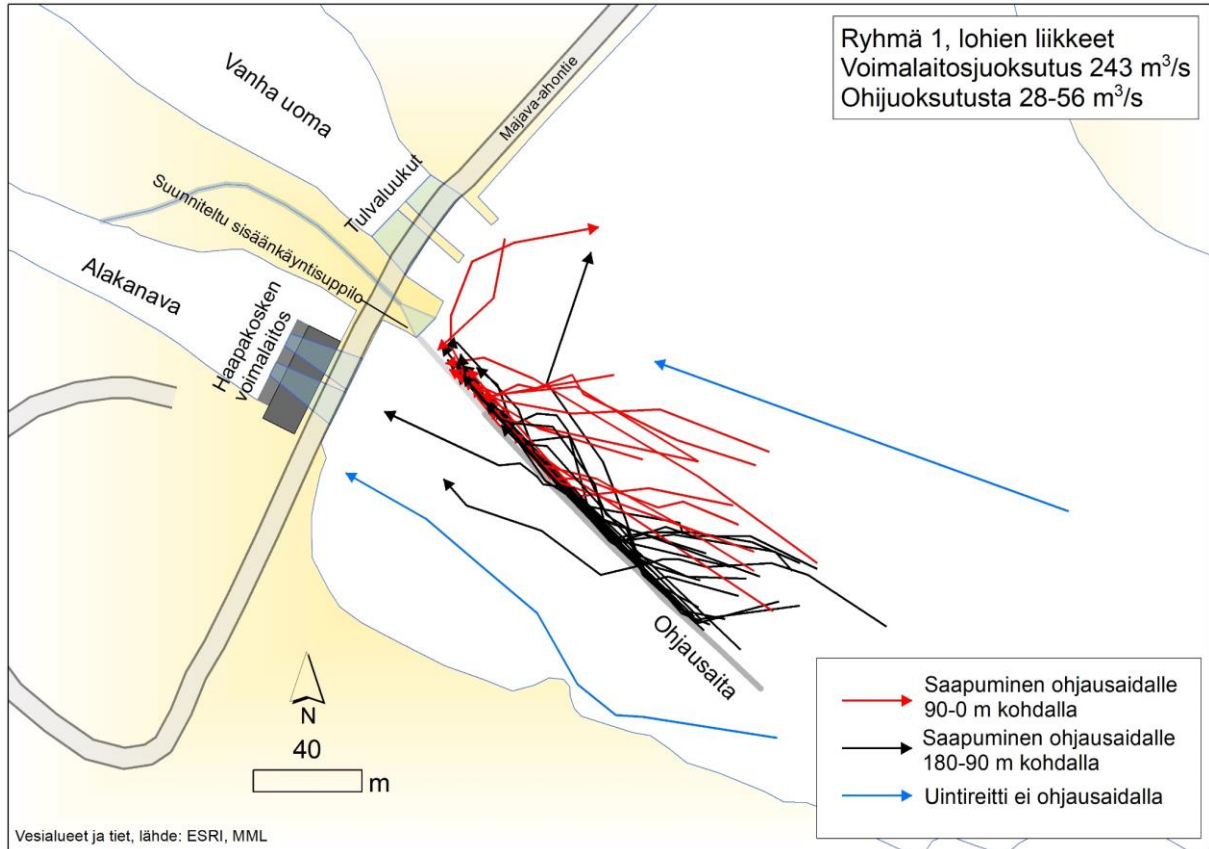 Ryhmä 1, lohien liikkeet
Voimalaitosjuoksutus 243 m³/s
Ohijuoksutusta 28-56 m³/s
Vanha uoma
Majava-ahontie
Tulvaluukut
Suunniteltu sisäänkäyntisuppilo
Alakanava
Haapakosken
voimalaitos
Ohjausaita
N
40
m
Saapuminen ohjausaidalle
90-0 m kohdalla
Saapuminen ohjausaidalle
180-90 m kohdalla
Uintireitti ei ohjausaidalla
Vesialueet ja tiet, lähde: ESRI, MML